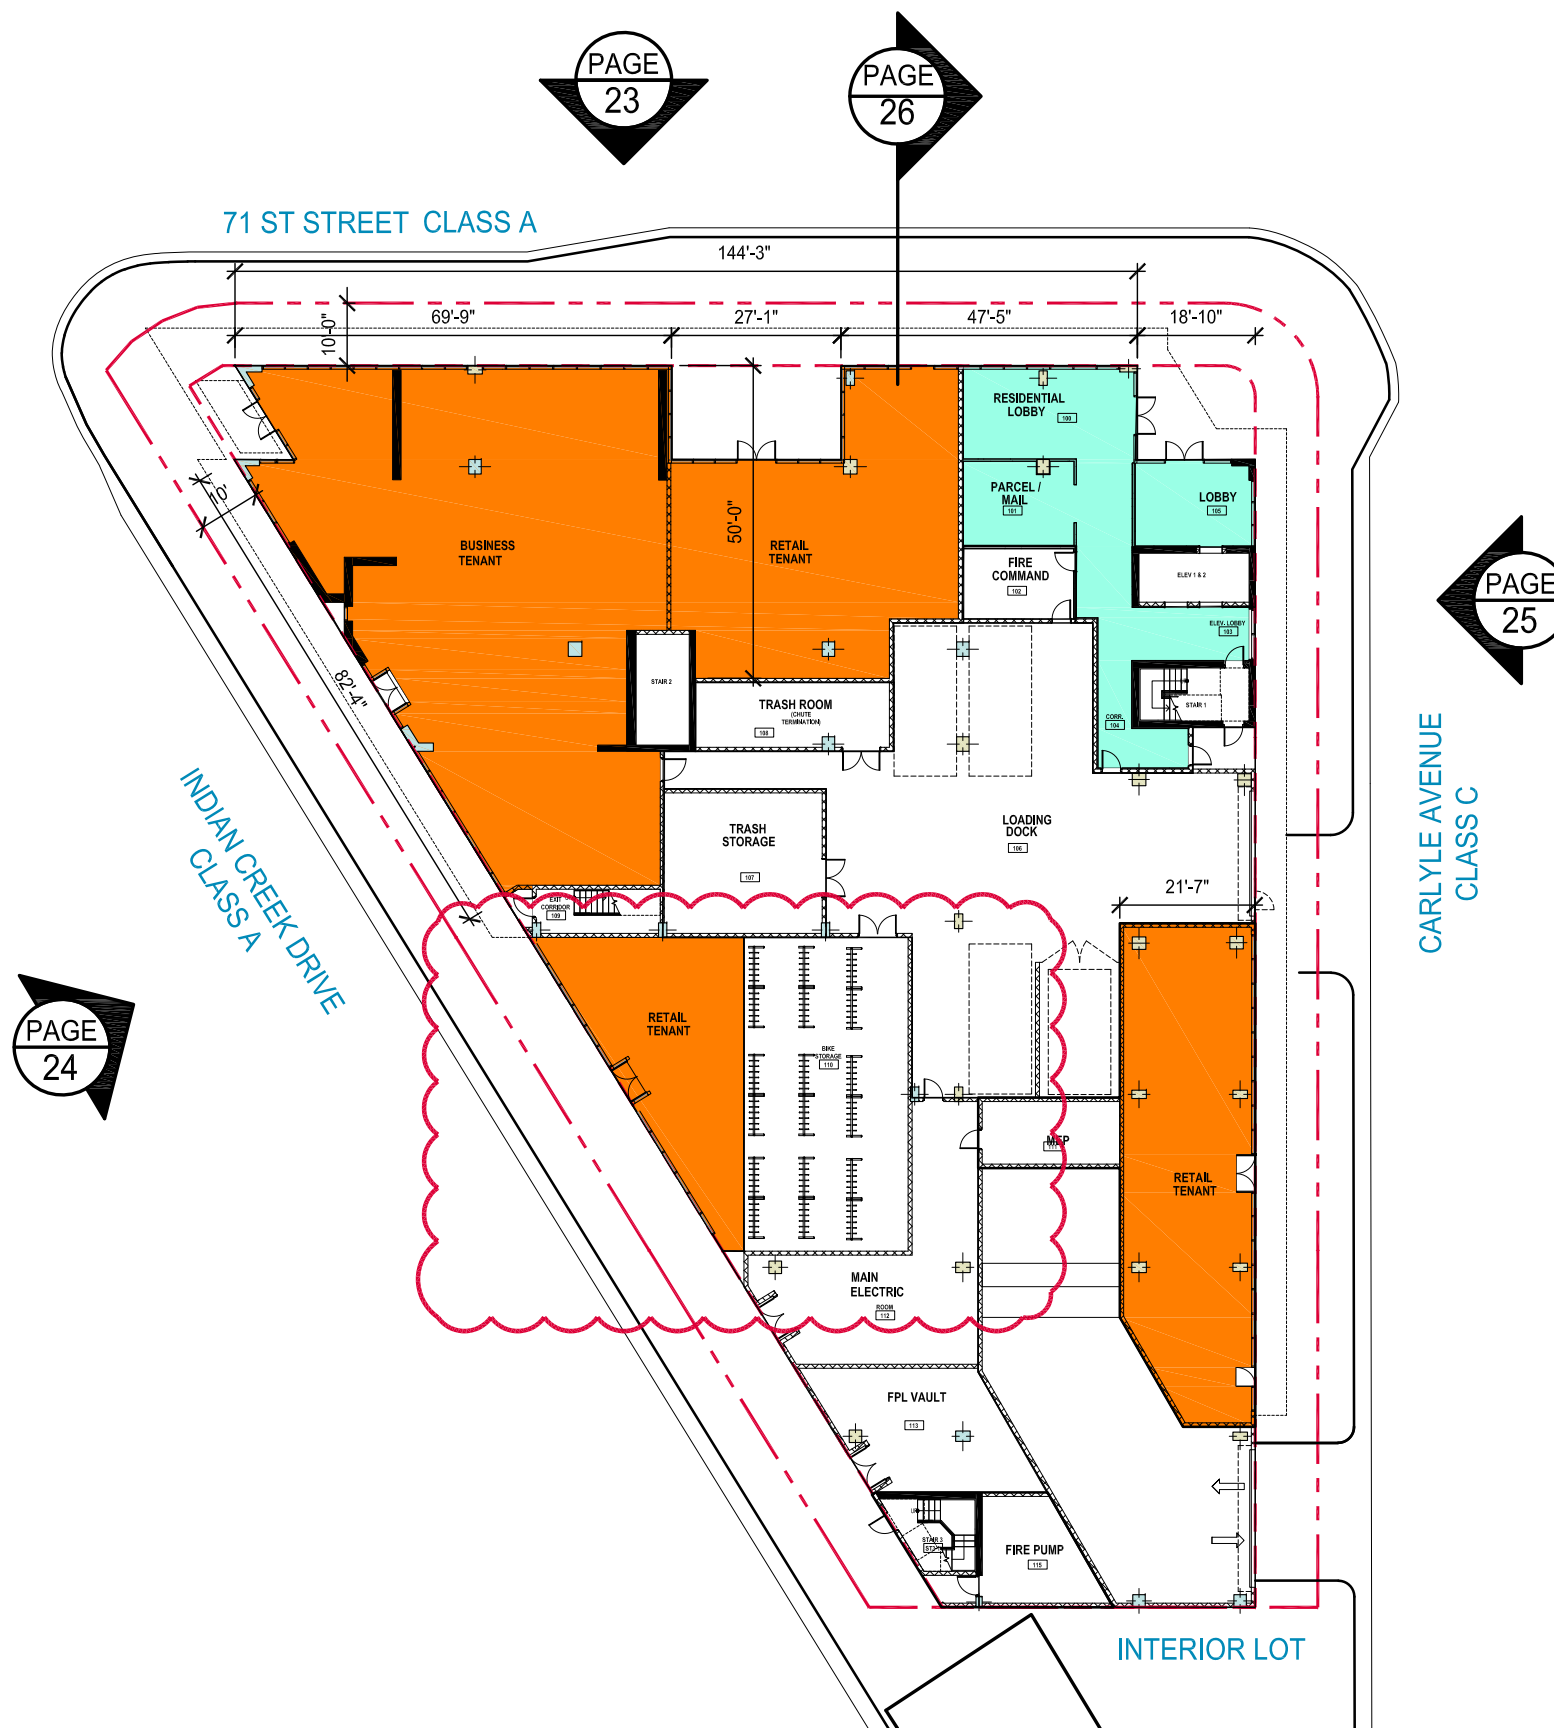 PAGE
23
PAGE
26
71 ST STREET CLASS A
144'-3"
69'-9"
27'-1"
47'-5"
18'-10"
10'-0"
RESIDENTIAL
LOBBY
100
PARCEL /
MAIL
101
LOBBY
105
10'
50'-0"
BUSINESS
TENANT
RETAIL
TENANT
FIRE
COMMAND
102
ELEV 1 & 2
PAGE
25
ELEV. LOBBY
103
82'-4"
STAIR 2
STAIR 1
TRASH ROOM
(CHUTE
TERMINATION)
108
CORR.
104
INDIAN CREEK DRIVE
CLASS A
CARLYLE AVENUE
CLASS C
TRASH
STORAGE
107
LOADING
DOCK
106
21'-7"
EXIT
CORRIDOR
109
PAGE
24
RETAIL
TENANT
BIKE
STORAGE
110
MEP
RETAIL
TENANT
MAIN
ELECTRIC
ROOM
112
FPL VAULT
113
STAIR 3
FIRE PUMP
115
INTERIOR LOT